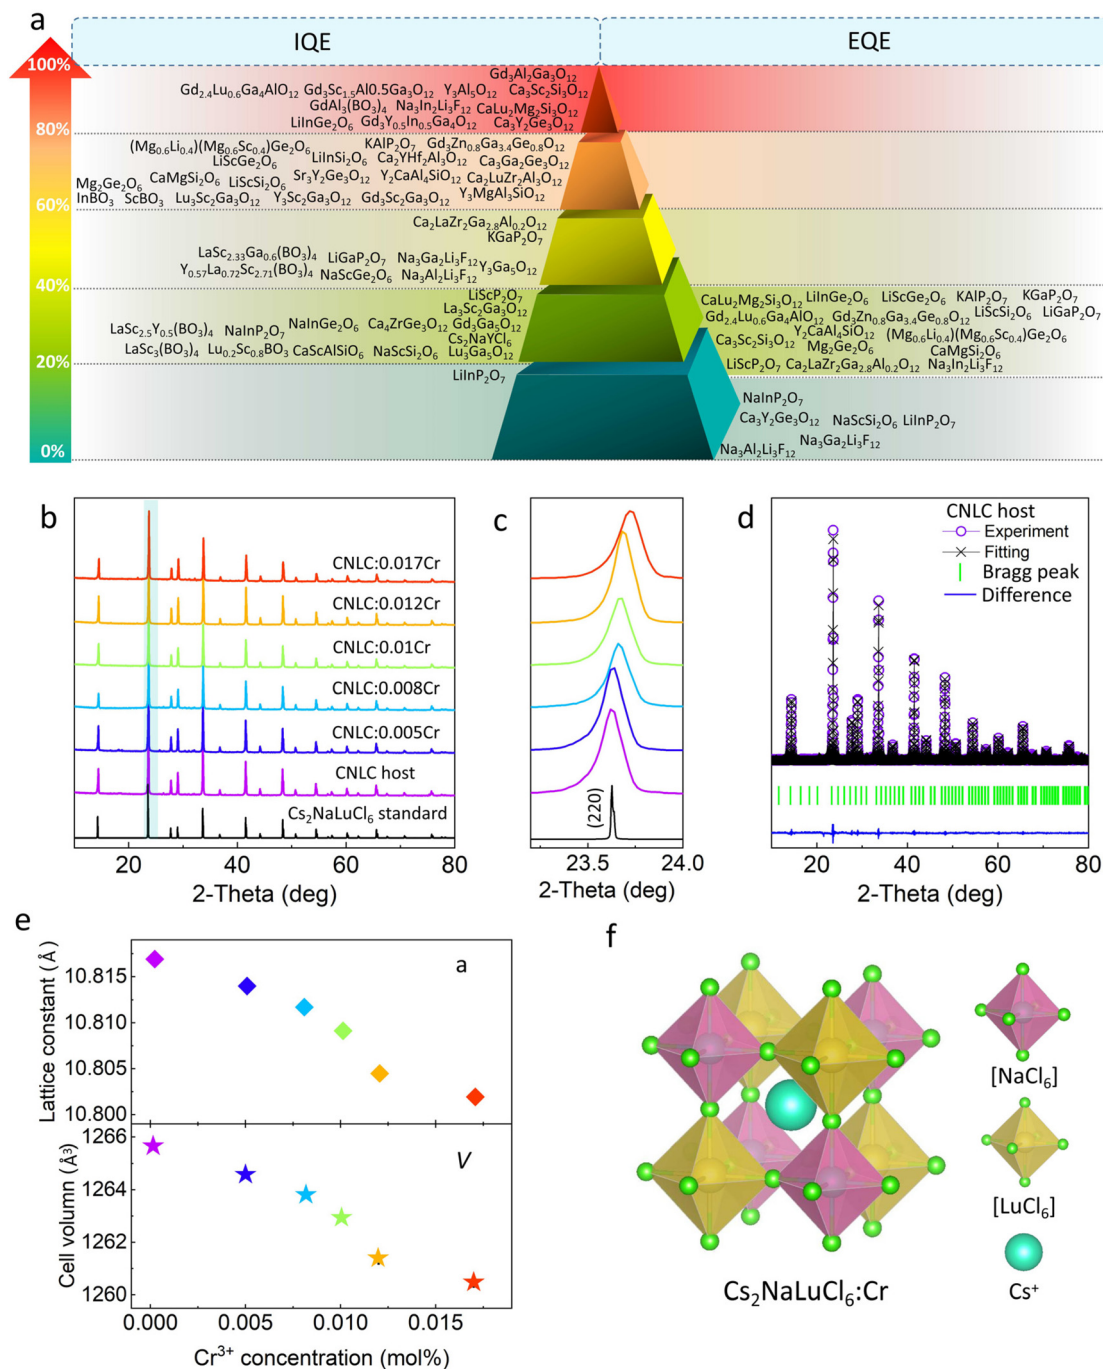 a
IQE EQE
100%
80%
60%
40%
20%
0%
Gd₃Al₂Ga₃O₁₂
Gd₂.₄Lu₀.₆Ga₄AlO₁₂ Gd₃Sc₁.₅Al0.5Ga₃O₁₂ Y₃Al₅O₁₂ Ca₃Sc₂Si₃O₁₂
GdAl₃(BO₃)₄ Na₃In₂Li₃F₁₂ CaLu₂Mg₂Si₃O₁₂
LiInGe₂O₆ Gd₃Y₀.₅In₀.₅Ga₄O₁₂ Ca₃Y₂Ge₃O₁₂
(Mg₀.₆Li₀.₄)(Mg₀.₆Sc₀.₄)Ge₂O₆ KAlP₂O₇ Gd₃Zn₀.₈Ga₃.₄Ge₀.₈O₁₂
LiScGe₂O₆ LiInSi₂O₆ Ca₂YHf₂Al₃O₁₂ Ca₃Ga₂Ge₃O₁₂
Mg₂Ge₂O₆ CaMgSi₂O₆ LiScSi₂O₆ Sr₃Y₂Ge₃O₁₂ Y₂CaAl₄SiO₁₂ Ca₂LuZr₂Al₃O₁₂
InBO₃ ScBO₃ Lu₃Sc₂Ga₃O₁₂ Y₃Sc₂Ga₃O₁₂ Gd₃Sc₂Ga₃O₁₂ Y₃MgAl₃SiO₁₂
Ca₂LaZr₂Ga₂.₈Al₀.₂O₁₂
KGaP₂O₇
LaSc₂.₃₃Ga₀.₆(BO₃)₄ LiGaP₂O₇ Na₃Ga₂Li₃F₁₂
Y₀.₅₇La₀.₇₂Sc₂.₇₁(BO₃)₄ NaScGe₂O₆ Na₃Al₂Li₃F₁₂ Y₃Ga₅O₁₂
LiScP₂O₇
La₃Sc₂Ga₃O₁₂
LaSc₂.₅Y₀.₅(BO₃)₄ NaInP₂O₇ NaInGe₂O₆ Ca₄ZrGe₃O₁₂ Gd₃Ga₅O₁₂
Cs₂NaYCl₆
LaSc₃(BO₃)₄ Lu₀.₂Sc₀.₈BO₃ CaScAlSiO₆ NaScSi₂O₆ Lu₃Ga₅O₁₂
LiInP₂O₇
CaLu₂Mg₂Si₃O₁₂ LiInGe₂O₆ LiScGe₂O₆ KAlP₂O₇ KGaP₂O₇
Gd₂.₄Lu₀.₆Ga₄AlO₁₂ Gd₃Zn₀.₈Ga₃.₄Ge₀.₈O₁₂ LiScSi₂O₆ LiGaP₂O₇
Ca₃Sc₂Si₃O₁₂ Y₂CaAl₄SiO₁₂ (Mg₀.₆Li₀.₄)(Mg₀.₆Sc₀.₄)Ge₂O₆
Mg₂Ge₂O₆ CaMgSi₂O₆
LiScP₂O₇ Ca₂LaZr₂Ga₂.₈Al₀.₂O₁₂ Na₃In₂Li₃F₁₂
NaInP₂O₇
Ca₃Y₂Ge₃O₁₂ NaScSi₂O₆ LiInP₂O₇
Na₃Al₂Li₃F₁₂ Na₃Ga₂Li₃F₁₂
b
CNLC:0.017Cr
CNLC:0.012Cr
CNLC:0.01Cr
CNLC:0.008Cr
CNLC:0.005Cr
CNLC host
Cs₂NaLuCl₆ standard
20 40 60 80
2-Theta (deg)
c
(220)
23.5 24.0
2-Theta (deg)
d
CNLC host
Experiment
Fitting
Bragg peak
Difference
20 40 60 80
2-Theta (deg)
e
a
Lattice constant (Å)
10.815
10.810
10.805
10.800
V
Cell volumn (Å³)
1266
1264
1262
1260
0.000 0.005 0.010 0.015
Cr³⁺ concentration (mol%)
f
[NaCl₆]
[LuCl₆]
Cs⁺
Cs₂NaLuCl₆:Cr